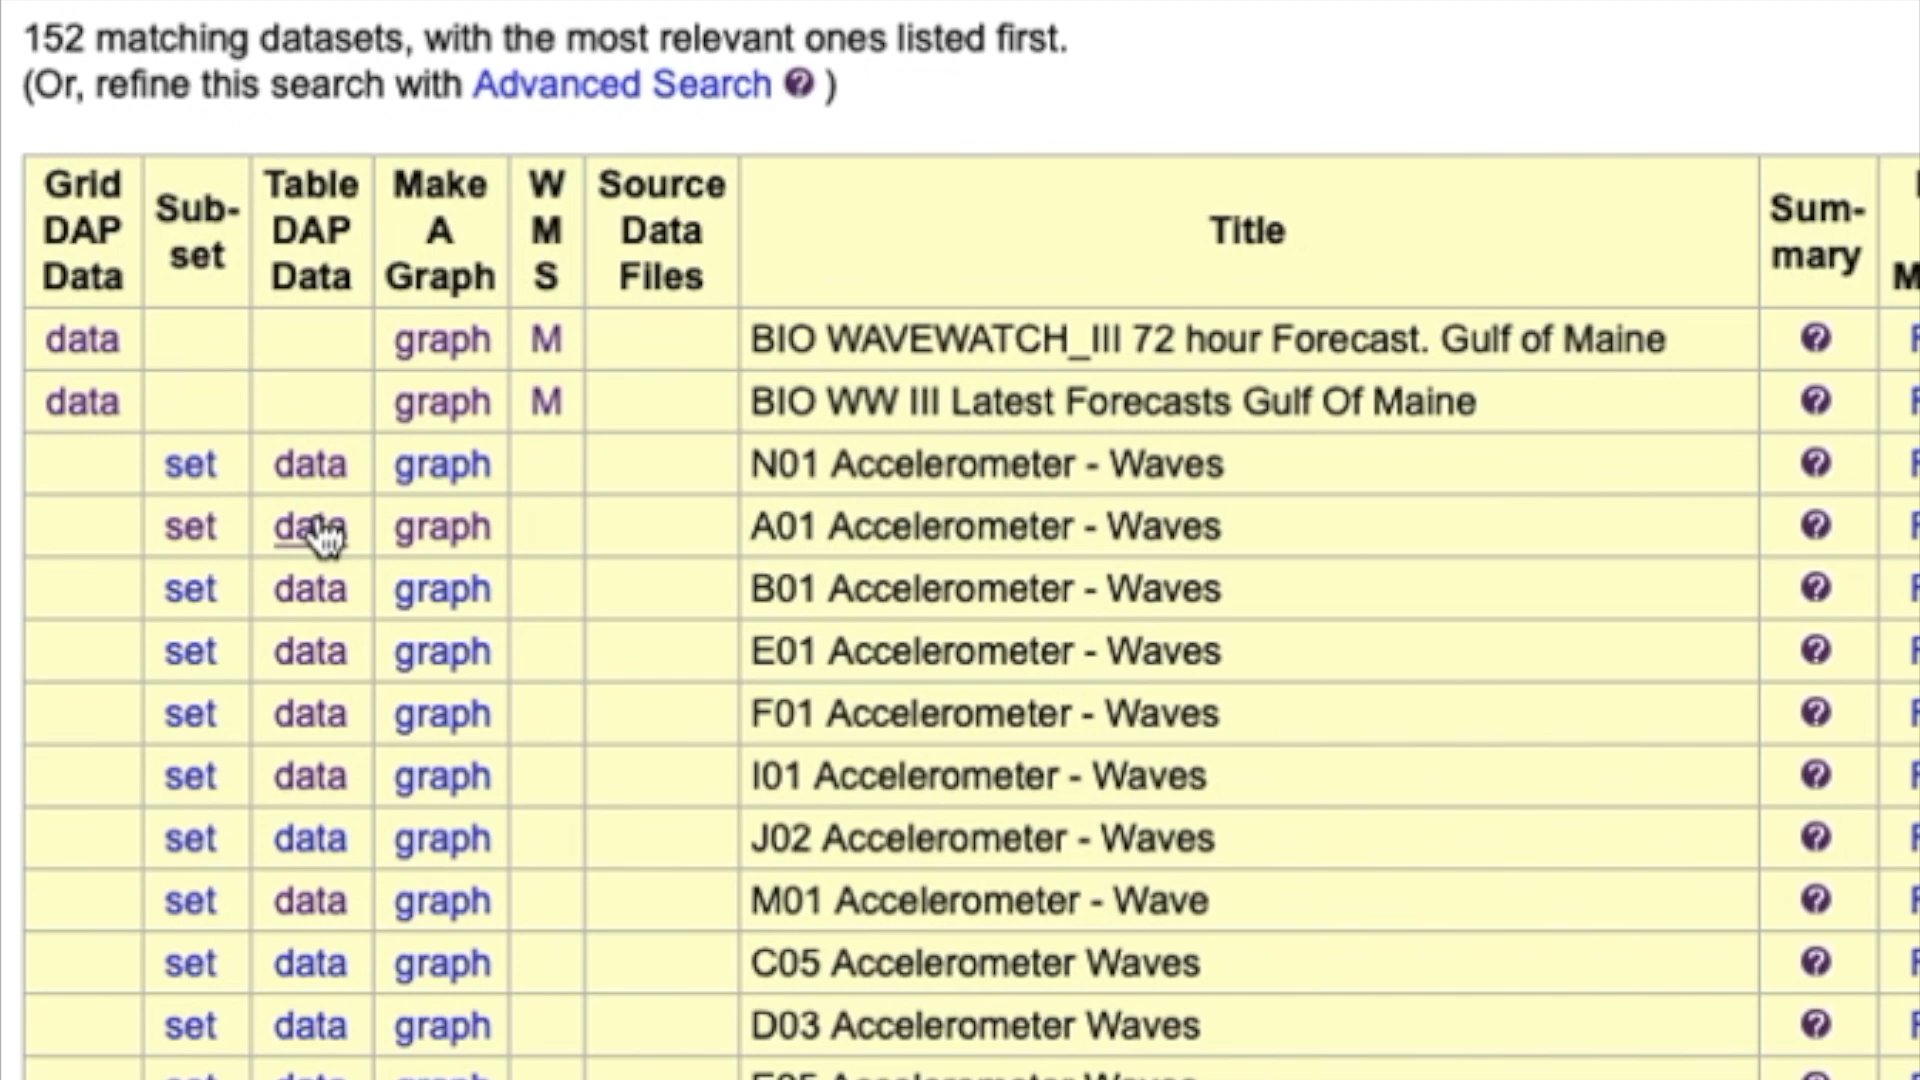 152 matching datasets, with the most relevant ones listed first.
(Or, refine this search with Advanced Search ? )
Grid DAP Data Sub-set Table DAP Data Make A Graph W M S Source Data Files Title Sum-mary
data graph M BIO WAVEWATCH_III 72 hour Forecast. Gulf of Maine ?
data graph M BIO WW III Latest Forecasts Gulf Of Maine ?
set data graph N01 Accelerometer - Waves ?
set data graph A01 Accelerometer - Waves ?
set data graph B01 Accelerometer - Waves ?
set data graph E01 Accelerometer - Waves ?
set data graph F01 Accelerometer - Waves ?
set data graph I01 Accelerometer - Waves ?
set data graph J02 Accelerometer - Waves ?
set data graph M01 Accelerometer - Wave ?
set data graph C05 Accelerometer Waves ?
set data graph D03 Accelerometer Waves ?